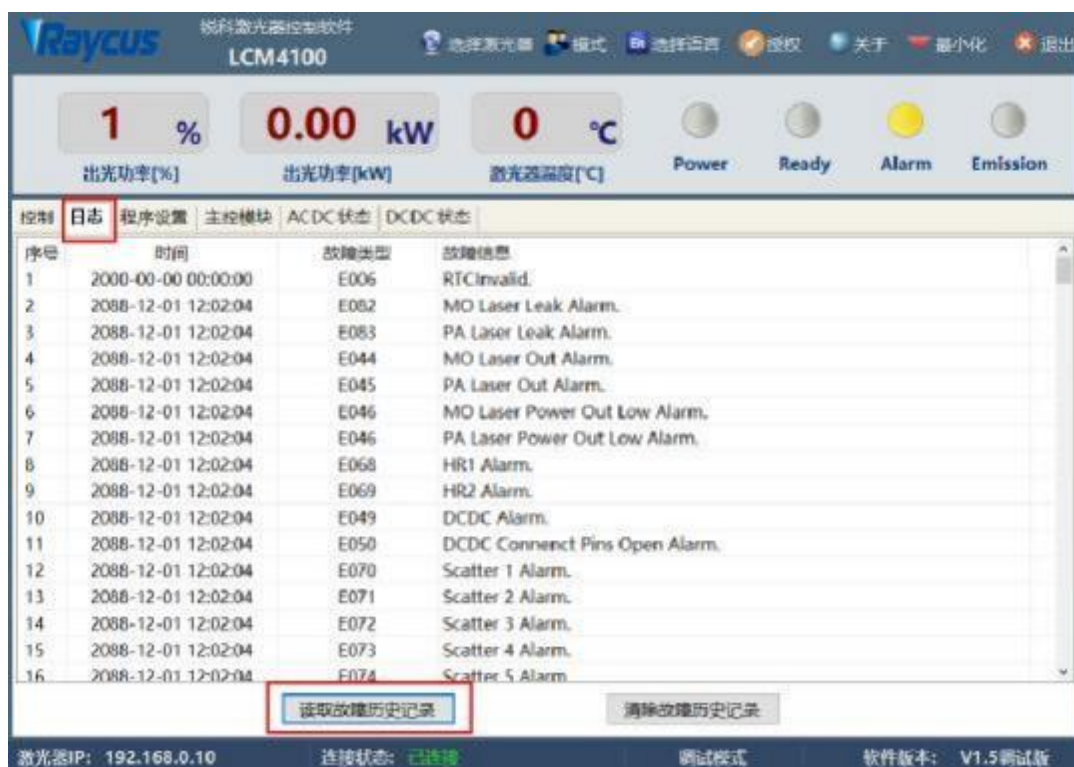 Raycus 锐科激光器控制软件
LCM4100
选择激光器 模式 En 选择语言 授权 关于 最小化 退出
1 % 0.00 kW 0 ℃
出光功率[%] 出光功率[kW] 激光器温度[℃] Power Ready Alarm Emission
控制 日志 程序设置 主控模块 ACDC状态 DCDC状态
序号 时间 故障类型 故障信息
1 2000-00-00 00:00:00 E006 RTCInvalid.
2 2088-12-01 12:02:04 E082 MO Laser Leak Alarm.
3 2088-12-01 12:02:04 E083 PA Laser Leak Alarm.
4 2088-12-01 12:02:04 E044 MO Laser Out Alarm.
5 2088-12-01 12:02:04 E045 PA Laser Out Alarm.
6 2088-12-01 12:02:04 E046 MO Laser Power Out Low Alarm.
7 2088-12-01 12:02:04 E046 PA Laser Power Out Low Alarm.
8 2088-12-01 12:02:04 E068 HR1 Alarm.
9 2088-12-01 12:02:04 E069 HR2 Alarm.
10 2088-12-01 12:02:04 E049 DCDC Alarm.
11 2088-12-01 12:02:04 E050 DCDC Connenct Pins Open Alarm.
12 2088-12-01 12:02:04 E070 Scatter 1 Alarm.
13 2088-12-01 12:02:04 E071 Scatter 2 Alarm.
14 2088-12-01 12:02:04 E072 Scatter 3 Alarm.
15 2088-12-01 12:02:04 E073 Scatter 4 Alarm.
16 2088-12-01 12:02:04 E074 Scatter 5 Alarm
读取故障历史记录 清除故障历史记录
激光器IP: 192.168.0.10 连接状态: 已连接 调试模式 软件版本: V1.5调试版